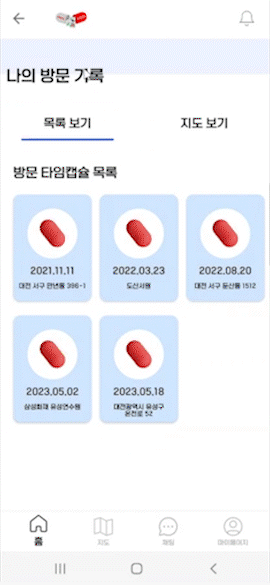 나의 방문 기록
목록 보기
지도 보기
방문 타임캡슐 목록
2021.11.11
대전 서구 만년동 396-1
2022.03.23
도산서원
2022.08.20
대전 서구 둔산동 1512
2023.05.02
삼성화재 유성연수원
2023.05.18
대전광역시 유성구
문전로 52
홈
지도
채팅
마이페이지